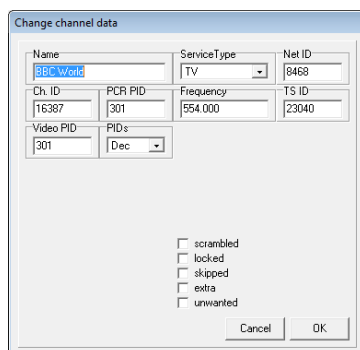 Change channel data
Name ServiceType Net ID
BBC World TV 8468
Ch. ID PCR PID Frequency TS ID
16387 301 554.000 23040
Video PID PIDs
301 Dec
scrambled
locked
skipped
extra
unwanted
Cancel OK